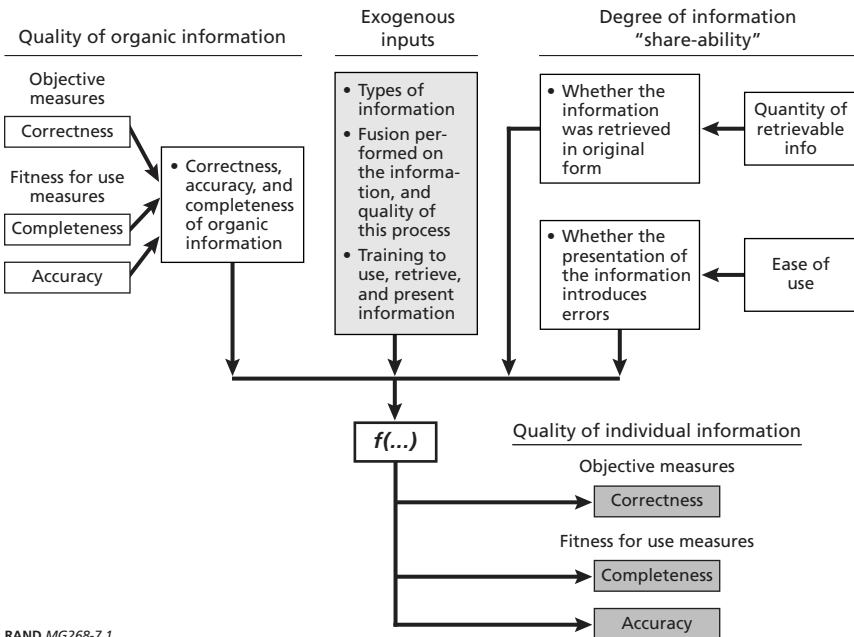 Quality of organic information
Objective
measures
Correctness
Fitness for use
measures
Completeness
Accuracy
• Correctness,
accuracy, and
completeness
of organic
information
Exogenous
inputs
• Types of
information
• Fusion per-
formed on
the informa-
tion, and
quality of
this process
• Training to
use, retrieve,
and present
information
Degree of information
“share-ability”
• Whether the
information
was retrieved
in original
form
Quantity of
retrievable
info
• Whether the
presentation of
the information
introduces
errors
Ease of
use
f(...)
Quality of individual information
Objective measures
Correctness
Fitness for use measures
Completeness
Accuracy
RAND MG268-7.1